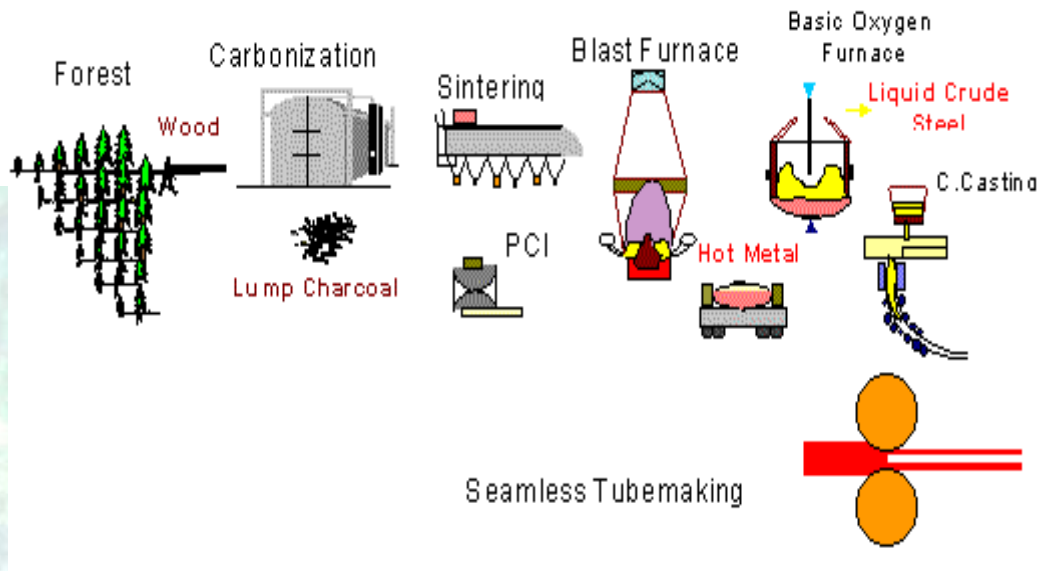 Forest
Wood
Carbonization
Lump Charcoal
Sintering
PCI
Blast Furnace
Hot Metal
Basic Oxygen
Furnace
Liquid Crude
Steel
C.Casting
Seamless Tubemaking